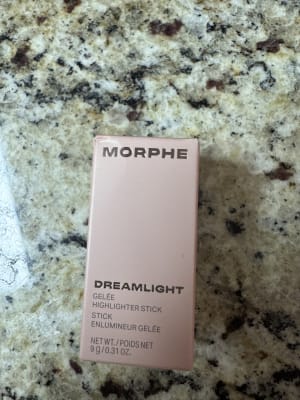 MORPHE
DREAMLIGHT
GELÉE
HIGHLIGHTER STICK
STICK
ENLUMINEUR GELÉE
NET WT./POIDS NET
9 g/0.31 OZ.